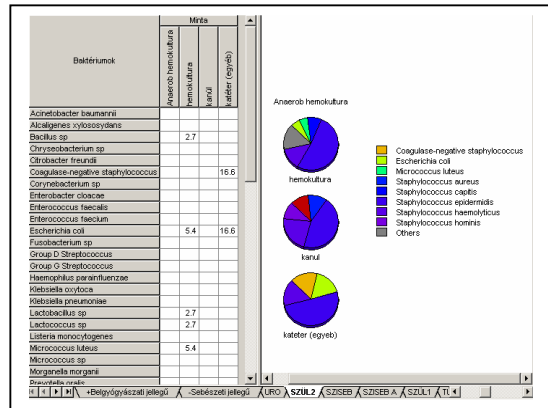 Minta
Baktériumok
Anaerob hemokultura
hemokultura
kanül
katéter (egyéb)
Acinetobacter baumannii
Alcaligenes xylososydans
Bacillus sp 2.7
Chryseobacterium sp
Citrobacter freundii
Coagulase-negative staphylococcus 16.6
Corynebacterium sp
Enterobacter cloacae
Enterococcus faecalis
Enterococcus faecium
Escherichia coli 5.4 16.6
Fusobacterium sp
Group D Streptococcus
Group G Streptococcus
Haemophilus parainfluenzae
Klebsiella oxytoca
Klebsiella pneumoniae
Lactobacillus sp 2.7
Lactococcus sp 2.7
Listeria monocytogenes
Micrococcus luteus 5.4
Micrococcus sp
Morganella morganii
Prevotella oralis
Anaerob hemokultura
hemokultura
kanul
kateter (egyeb)
Coagulase-negative staphylococcus
Escherichia coli
Micrococcus luteus
Staphylococcus aureus
Staphylococcus capitis
Staphylococcus epidermidis
Staphylococcus haemolyticus
Staphylococcus hominis
Others
+Belgyógyászati jellegű -Sebészeti jellegű URO SZÜL2 SZISEB SZISEB A SZÜL1